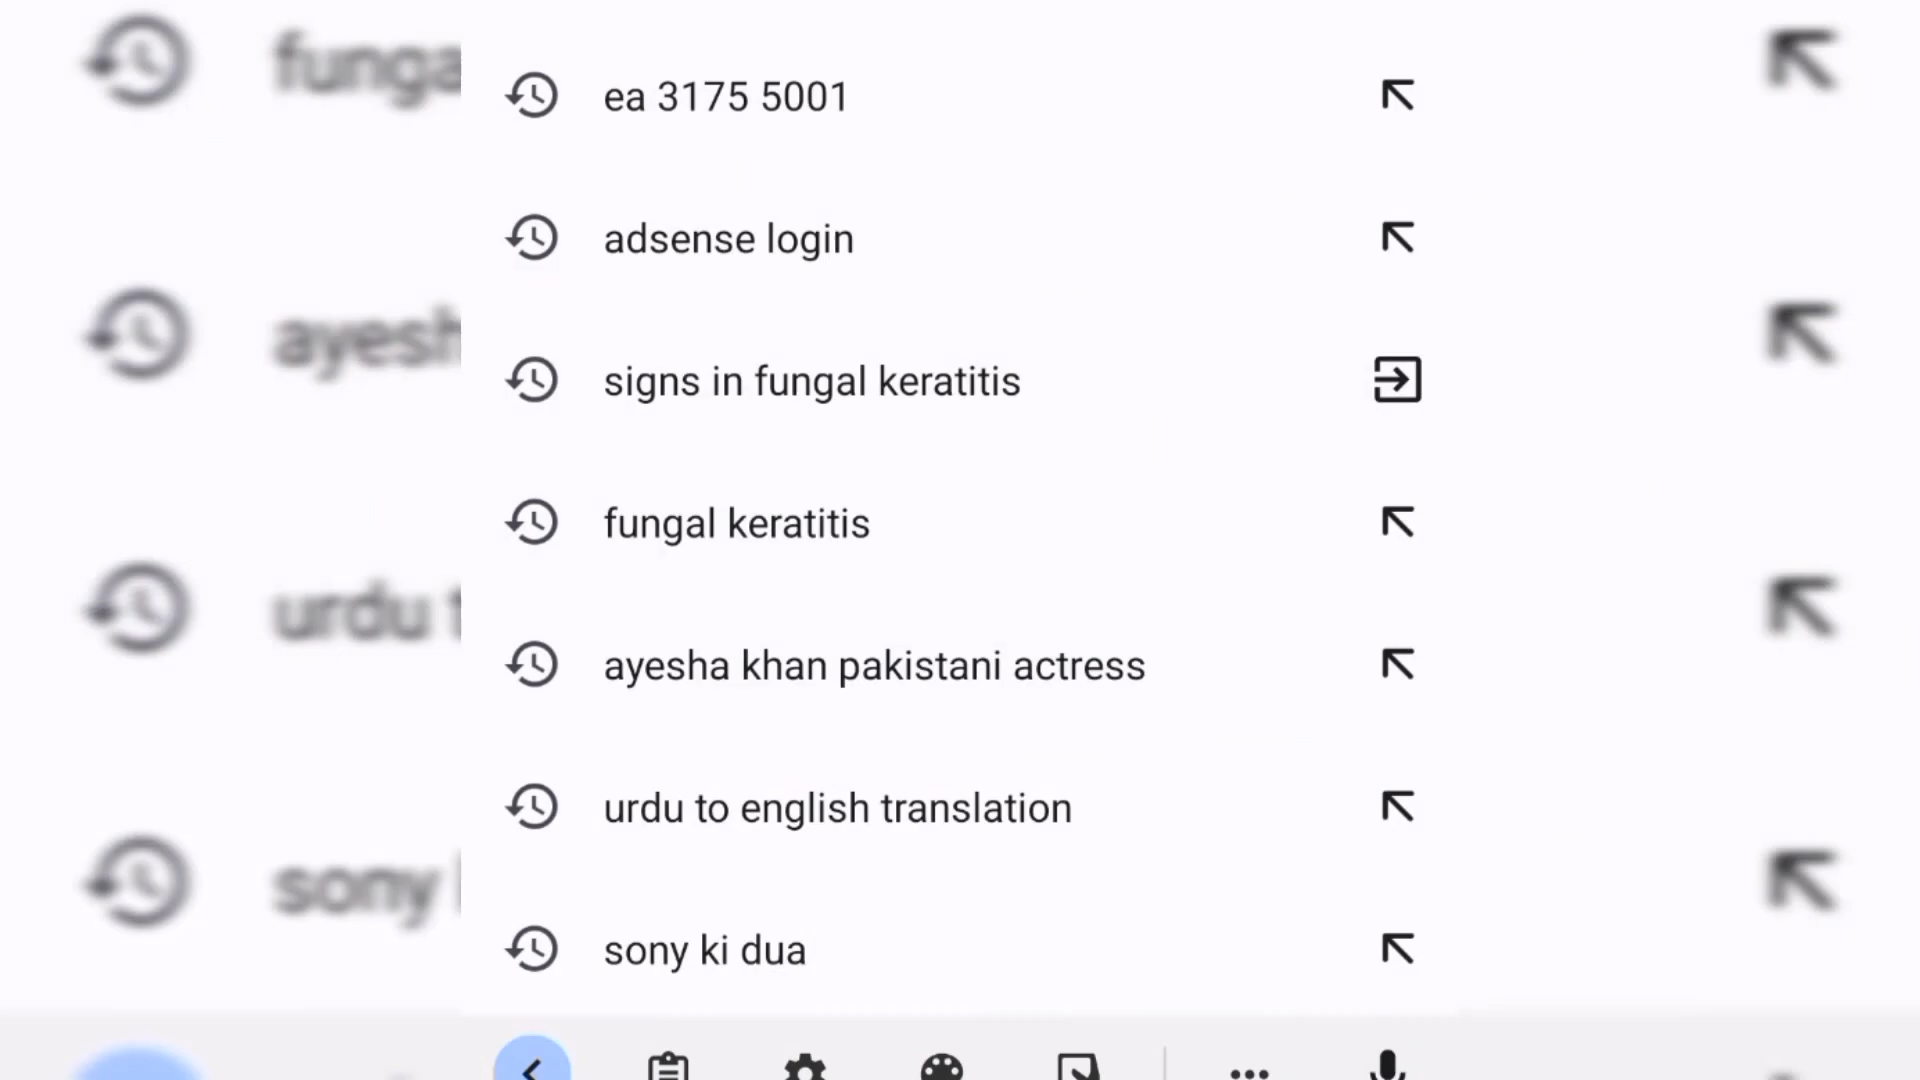 ea 3175 5001
adsense login
signs in fungal keratitis
fungal keratitis
ayesha khan pakistani actress
urdu to english translation
sony ki dua